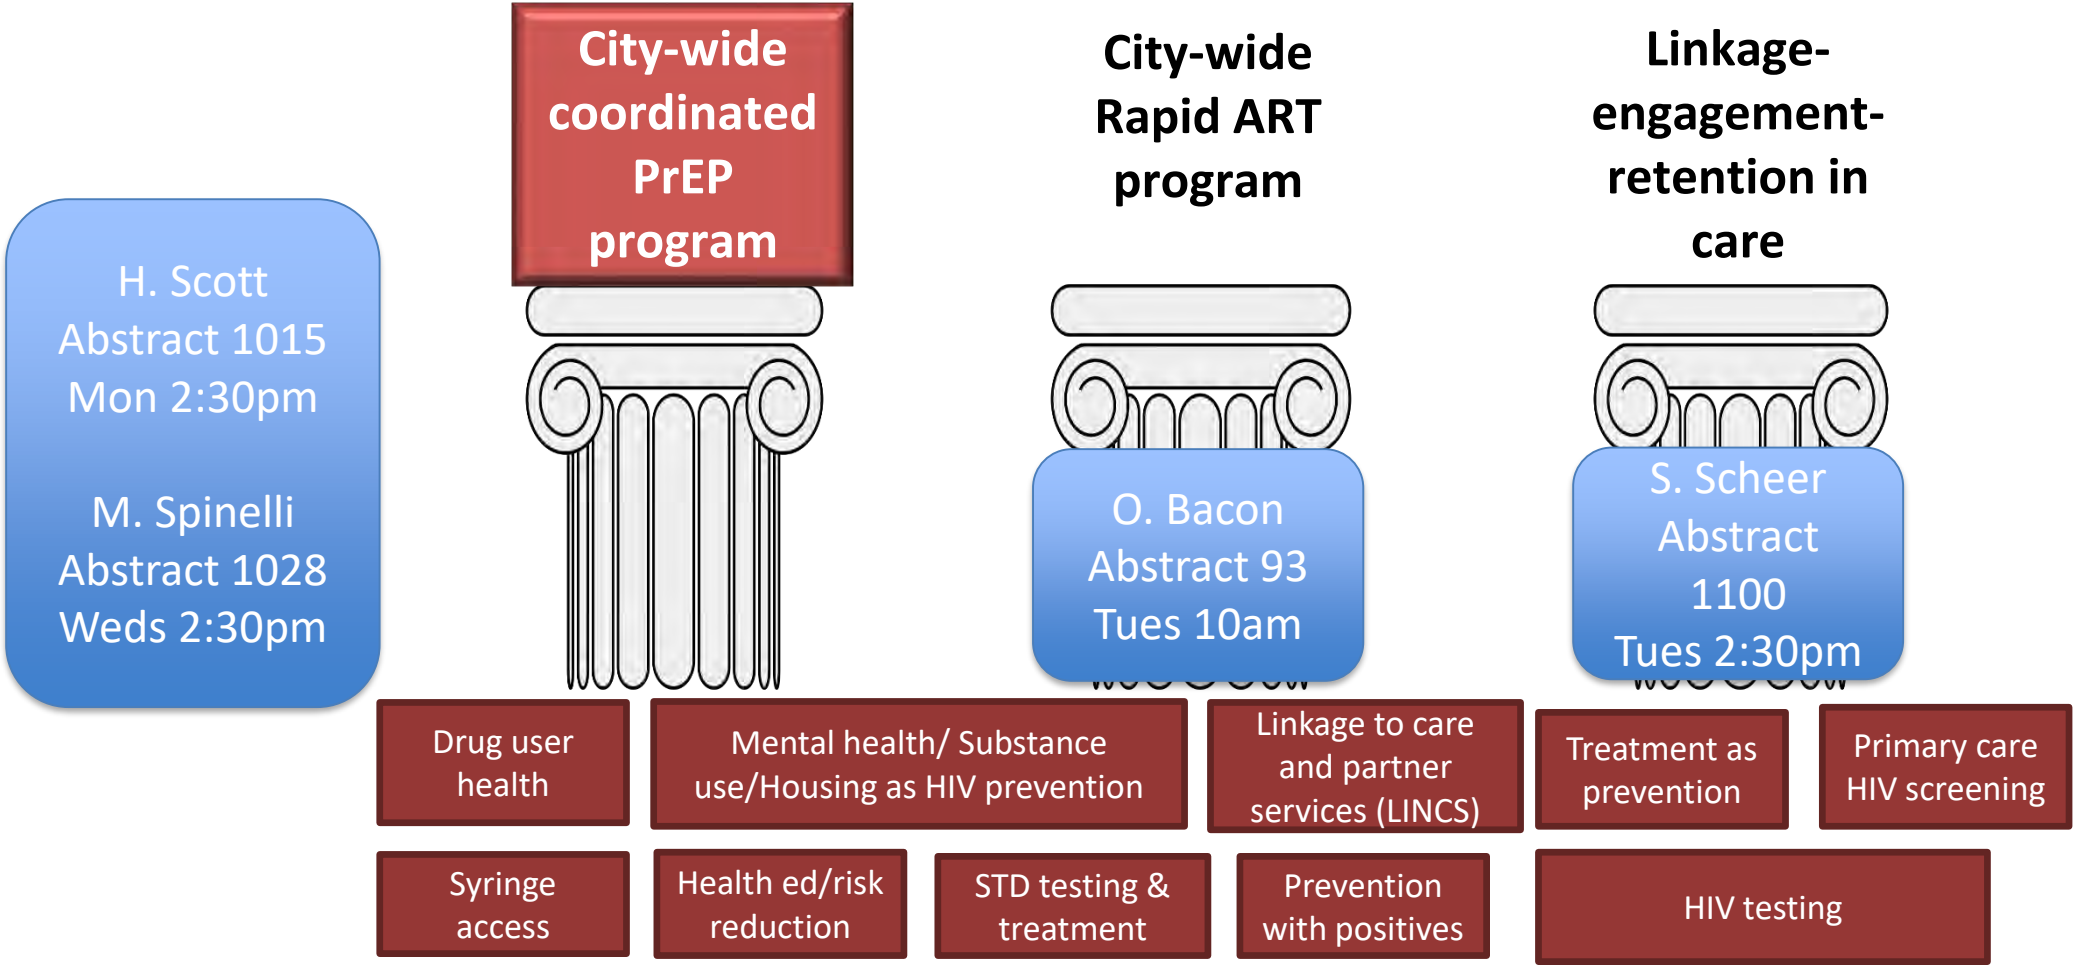 City-wide
coordinated
PrEP
program
City-wide
Rapid ART
program
Linkage-
engagement-
retention in
care
H. Scott
Abstract 1015
Mon 2:30pm
M. Spinelli
Abstract 1028
Weds 2:30pm
O. Bacon
Abstract 93
Tues 10am
S. Scheer
Abstract
1100
Tues 2:30pm
Drug user
health
Mental health/ Substance
use/Housing as HIV prevention
Linkage to care
and partner
services (LINCS)
Treatment as
prevention
Primary care
HIV screening
Syringe
access
Health ed/risk
reduction
STD testing &
treatment
Prevention
with positives
HIV testing